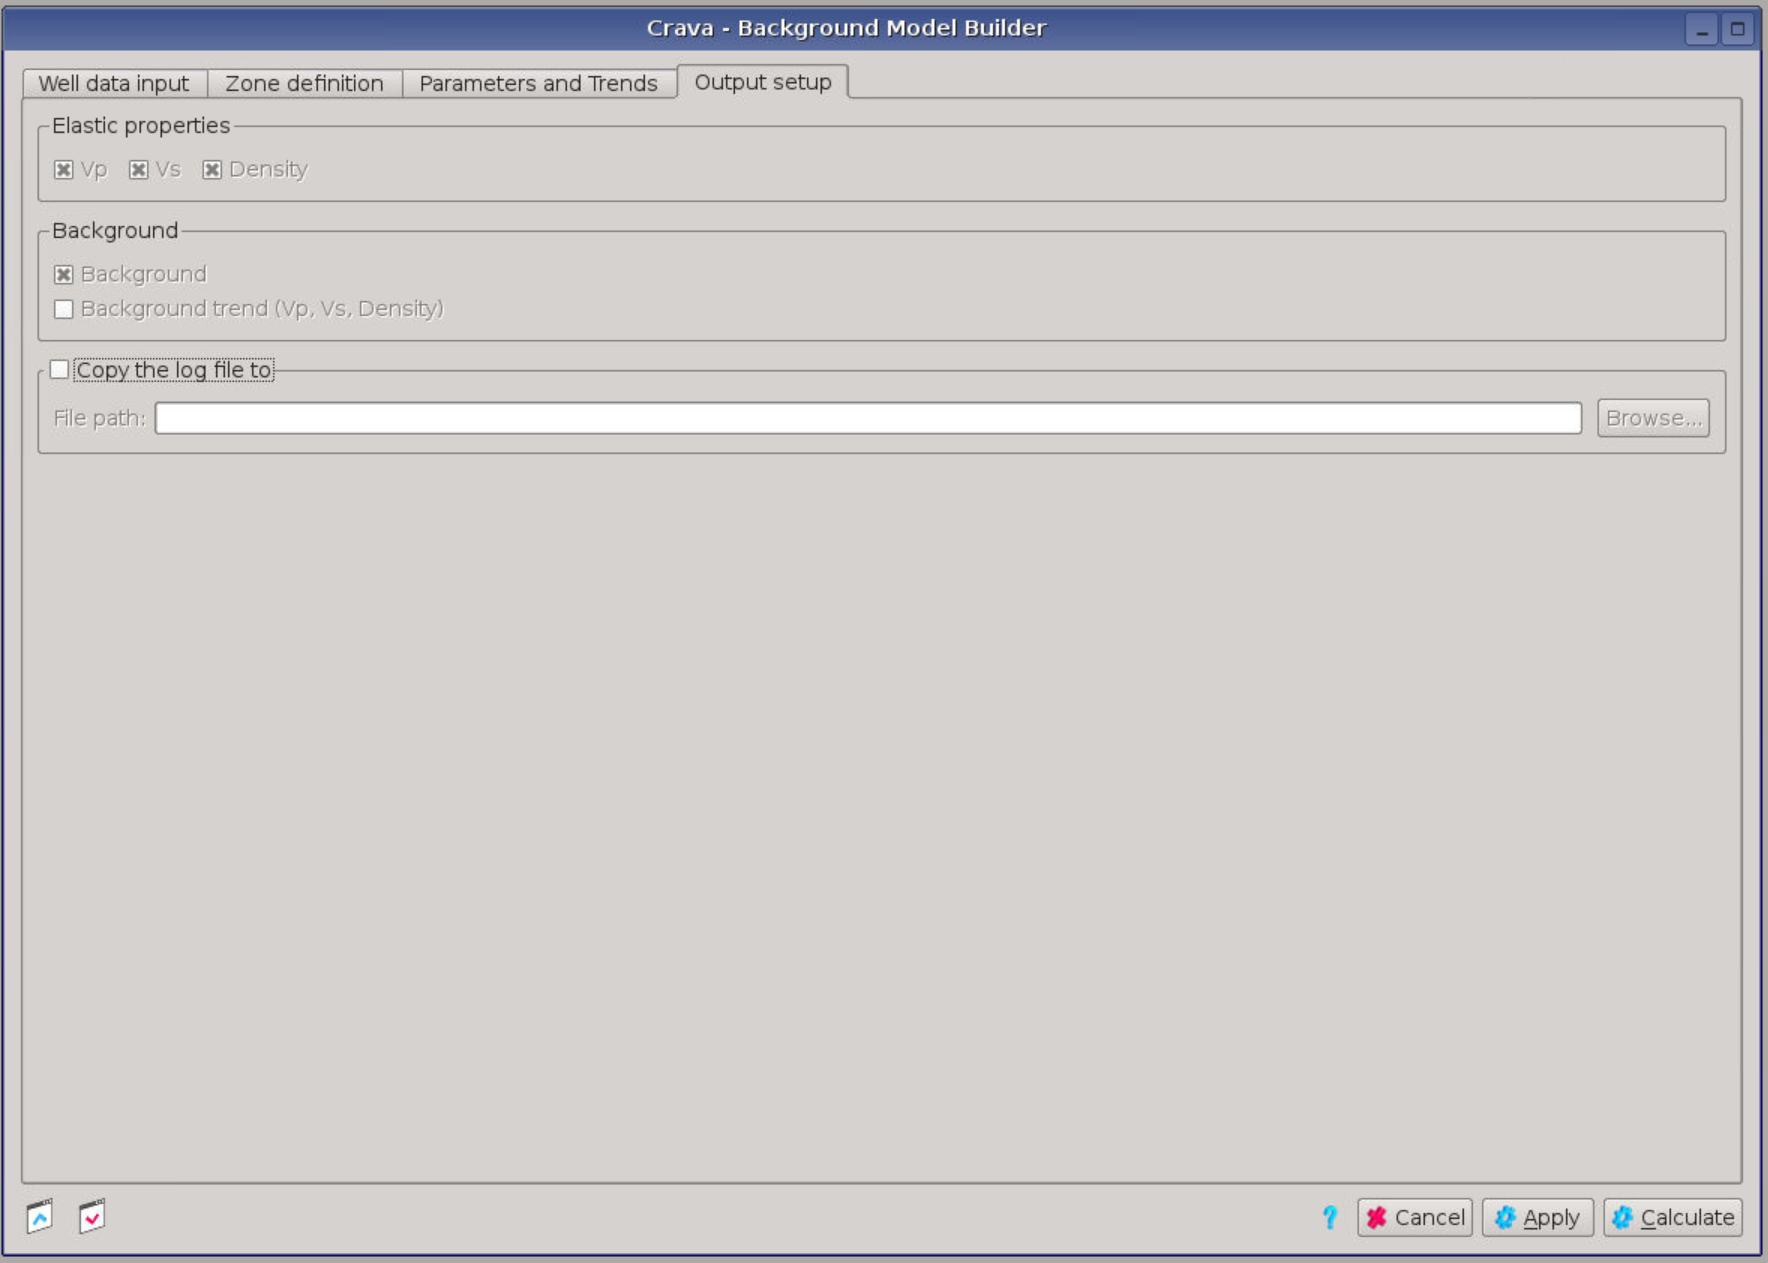 Crava - Background Model Builder
Well data input Zone definition Parameters and Trends Output setup
Elastic properties
Vp Vs Density
Background
Background
Background trend (Vp, Vs, Density)
Copy the log file to
File path: Browse...
? Cancel Apply Calculate